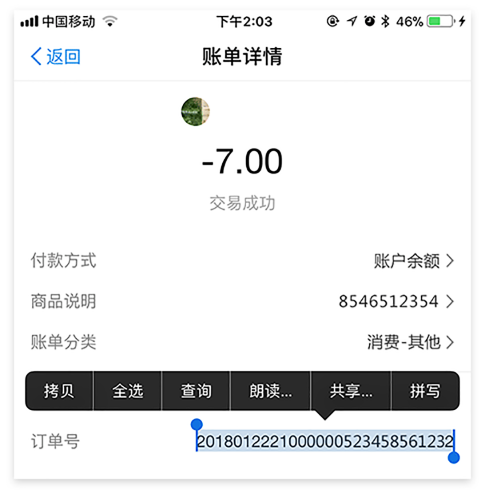 中国移动 下午2:03 46%
返回 账单详情
-7.00
交易成功
付款方式 账户余额
商品说明 8546512354
账单分类 消费-其他
拷贝 全选 查询 朗读... 共享... 拼写
订单号 2018012221000000523458561232